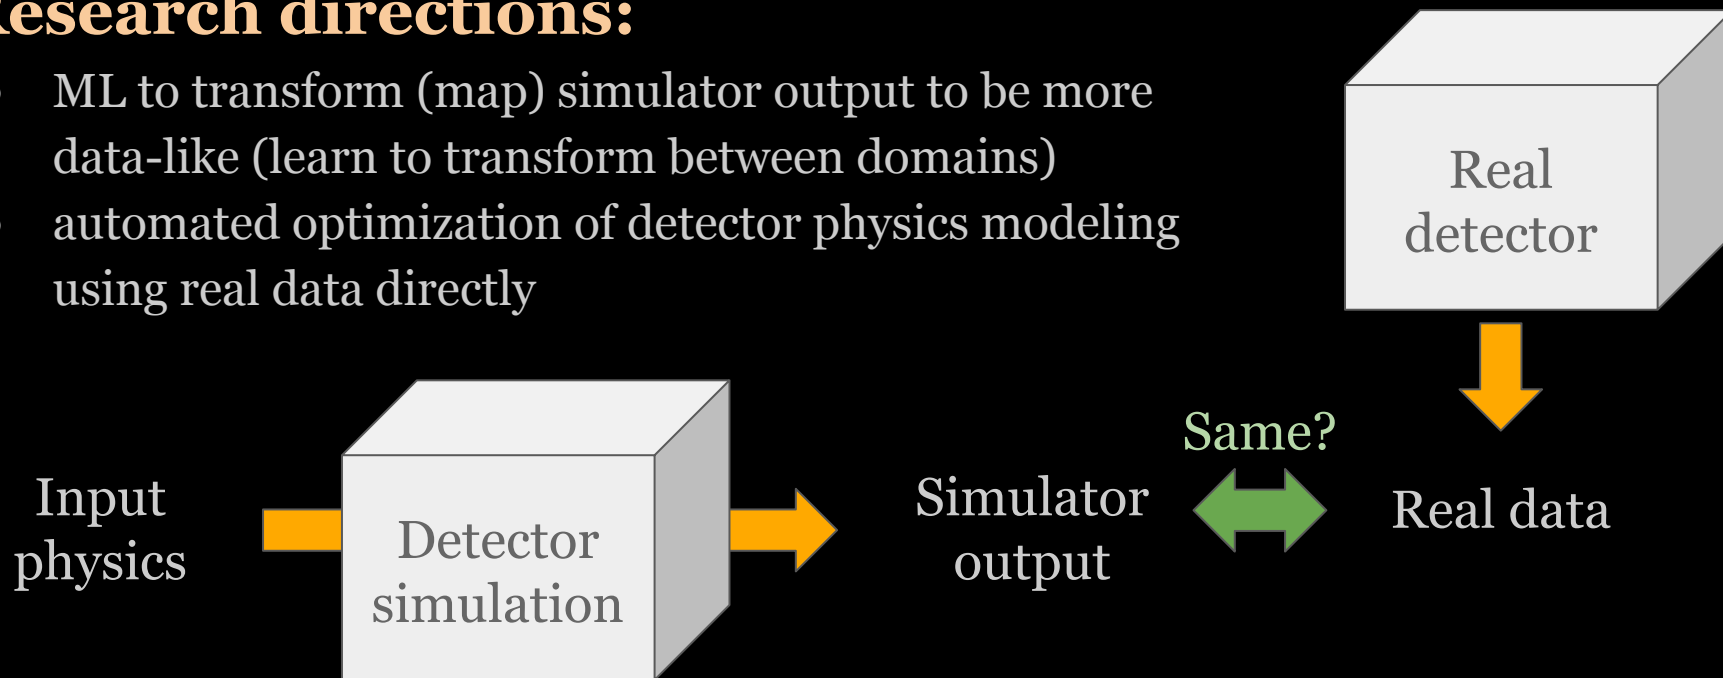 Research directions:
ML to transform (map) simulator output to be more
data-like (learn to transform between domains)
automated optimization of detector physics modeling
using real data directly
Real
detector
Same?
Input
physics
Detector
simulation
Simulator
output
Real data